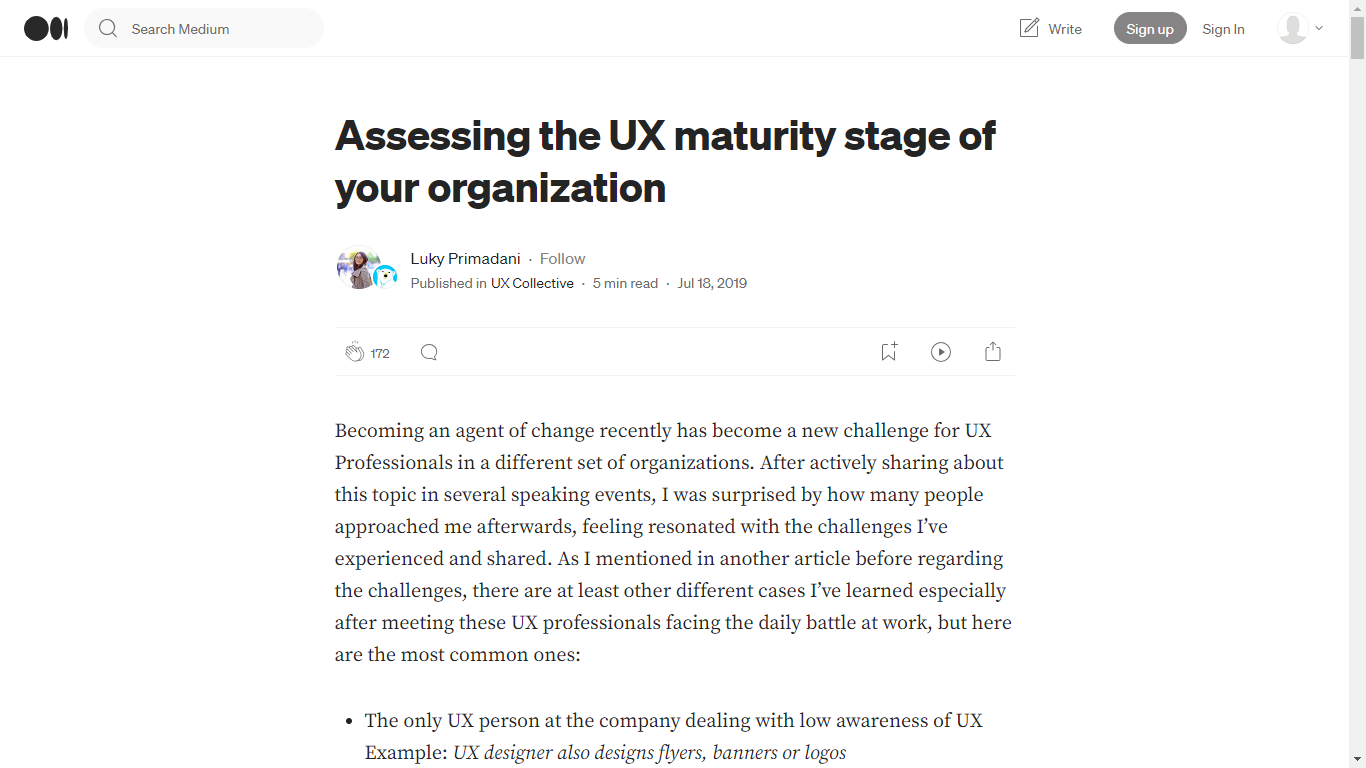 Search Medium
Write
Sign up
Sign In
Assessing the UX maturity stage of
your organization
Luky Primadani · Follow
Published in UX Collective · 5 min read · Jul 18, 2019
172
Becoming an agent of change recently has become a new challenge for UX
Professionals in a different set of organizations. After actively sharing about
this topic in several speaking events, I was surprised by how many people
approached me afterwards, feeling resonated with the challenges I’ve
experienced and shared. As I mentioned in another article before regarding
the challenges, there are at least other different cases I’ve learned especially
after meeting these UX professionals facing the daily battle at work, but here
are the most common ones:
• The only UX person at the company dealing with low awareness of UX
Example: UX designer also designs flyers, banners or logos